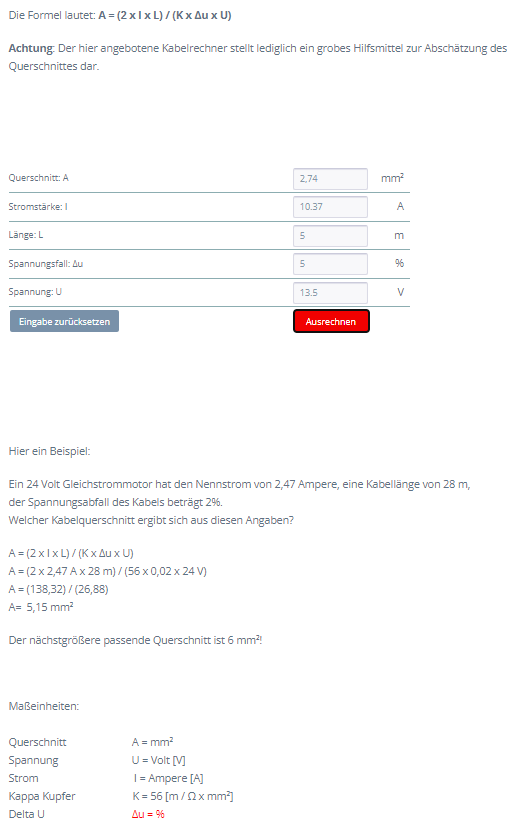 Die Formel lautet: A = (2 x I x L) / (K x Δu x U)
Achtung: Der hier angebotene Kabelrechner stellt lediglich ein grobes Hilfsmittel zur Abschätzung des
Querschnittes dar.
Querschnitt: A 2,74 mm²
Stromstärke: I 10.37 A
Länge: L 5 m
Spannungsfall: Δu 5 %
Spannung: U 13.5 V
Eingabe zurücksetzen Ausrechnen
Hier ein Beispiel:
Ein 24 Volt Gleichstrommotor hat den Nennstrom von 2,47 Ampere, eine Kabellänge von 28 m,
der Spannungsabfall des Kabels beträgt 2%.
Welcher Kabelquerschnitt ergibt sich aus diesen Angaben?
A = (2 x I x L) / (K x Δu x U)
A = (2 x 2,47 A x 28 m) / (56 x 0,02 x 24 V)
A = (138,32) / (26,88)
A= 5,15 mm²
Der nächstgrößere passende Querschnitt ist 6 mm²!
Maßeinheiten:
Querschnitt A = mm²
Spannung U = Volt [V]
Strom I = Ampere [A]
Kappa Kupfer K = 56 [m / Ω x mm²]
Delta U Δu = %